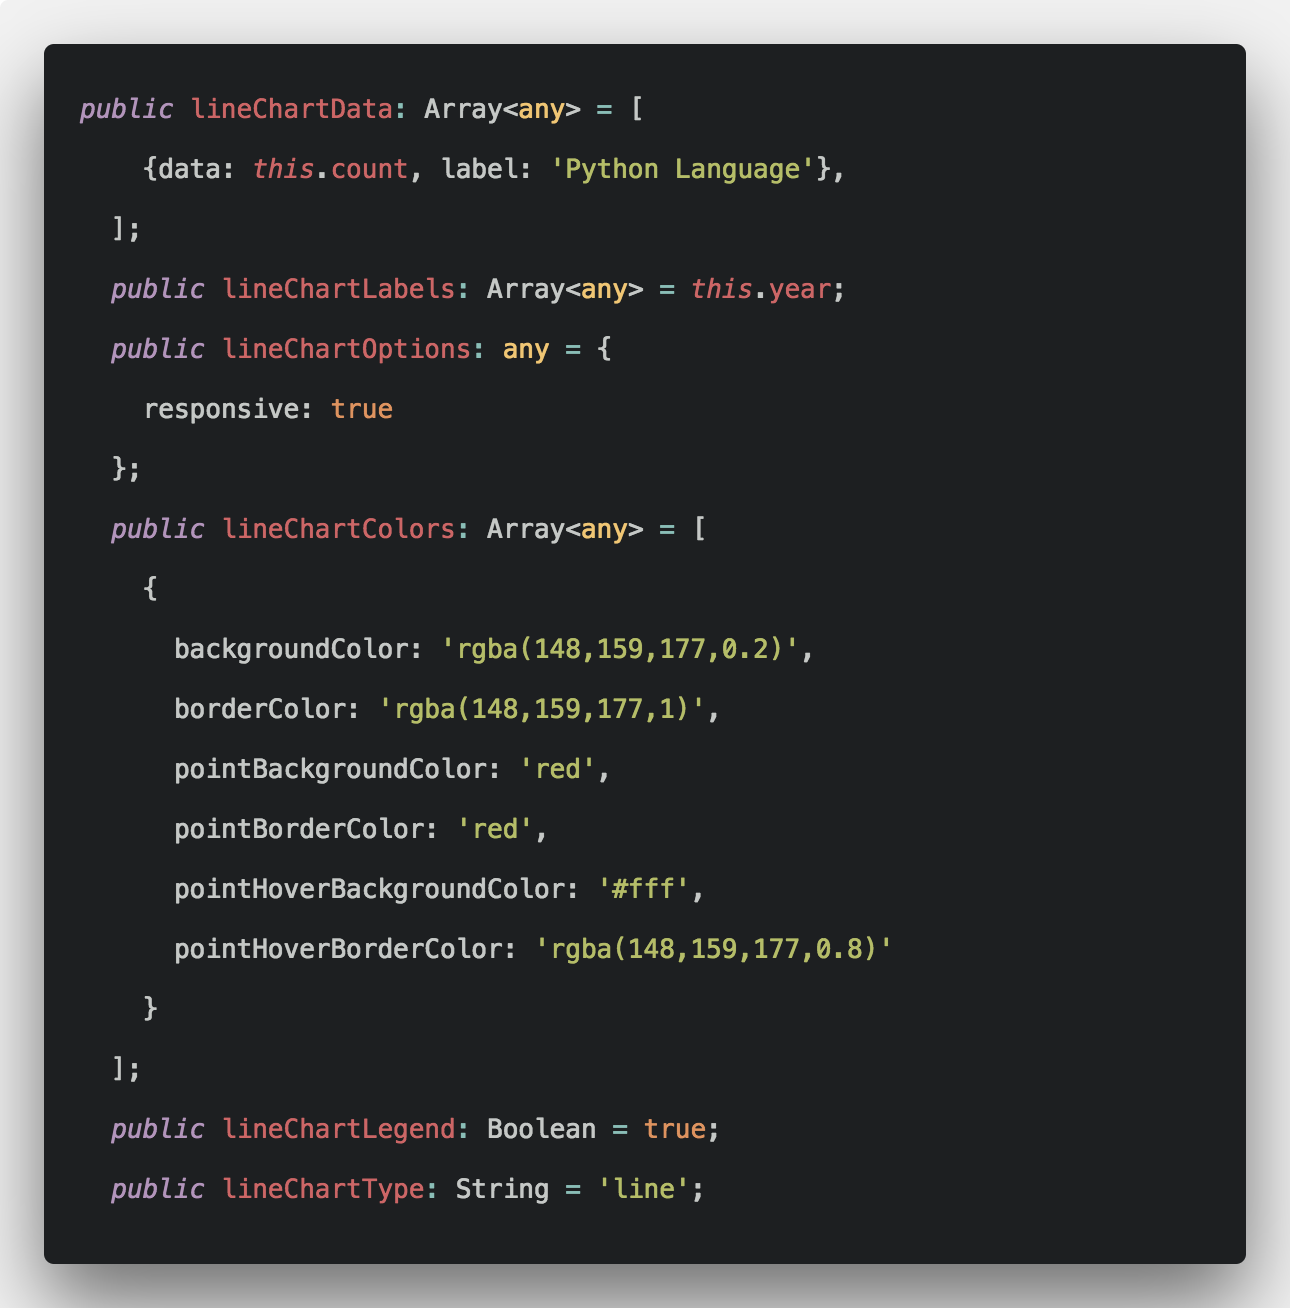 public lineChartData: Array<any> = [
    {data: this.count, label: 'Python Language'},
  ];
  public lineChartLabels: Array<any> = this.year;
  public lineChartOptions: any = {
    responsive: true
  };
  public lineChartColors: Array<any> = [
    {
      backgroundColor: 'rgba(148,159,177,0.2)',
      borderColor: 'rgba(148,159,177,1)',
      pointBackgroundColor: 'red',
      pointBorderColor: 'red',
      pointHoverBackgroundColor: '#fff',
      pointHoverBorderColor: 'rgba(148,159,177,0.8)'
    }
  ];
  public lineChartLegend: Boolean = true;
  public lineChartType: String = 'line';